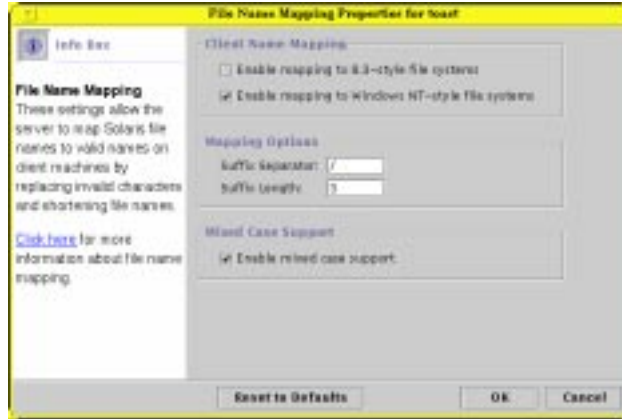 File Name Mapping Properties for toast
Info Box
File Name Mapping
These settings allow the
server to map Solaris file
names to valid names on
client machines by
replacing invalid characters
and shortening file names.
Click here for more
information about file name
mapping.
Client Name Mapping
Enable mapping to 8.3-style file systems
Enable mapping to Windows NT-style file systems
Mapping Options
Suffix Separator:
Suffix Length:
Mixed Case Support
Enable mixed case support
Reset to Defaults
OK
Cancel